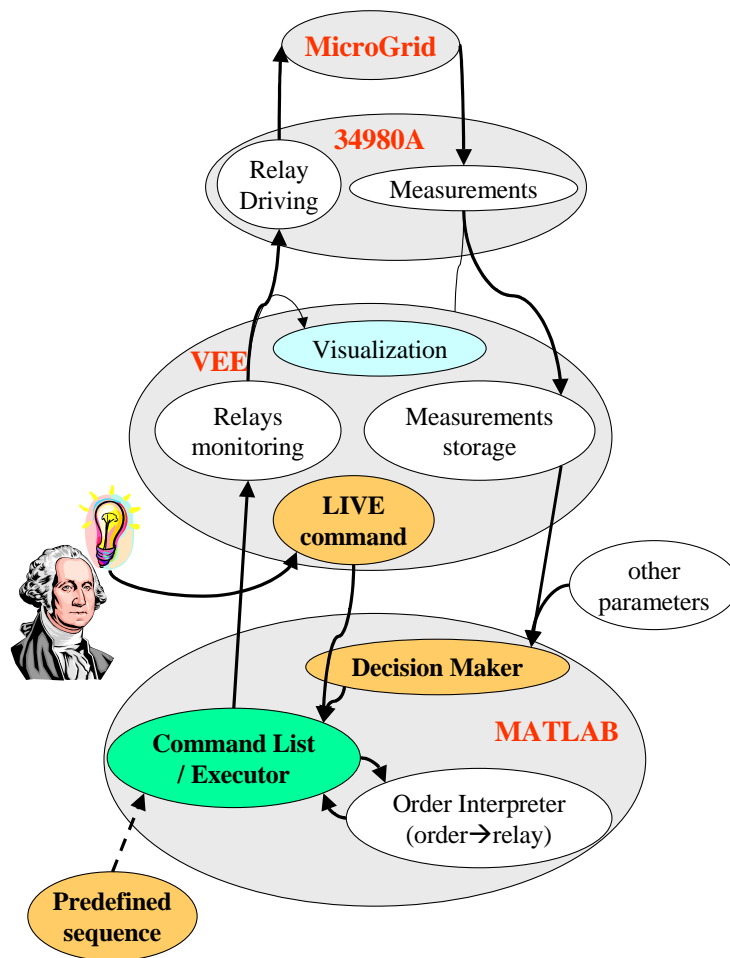 MicroGrid
34980A
Relay
Driving
Measurements
Visualization
VEE
Relays
monitoring
Measurements
storage
LIVE
command
other
parameters
Decision Maker
MATLAB
Command List
/ Executor
Order Interpreter
(order→relay)
Predefined
sequence